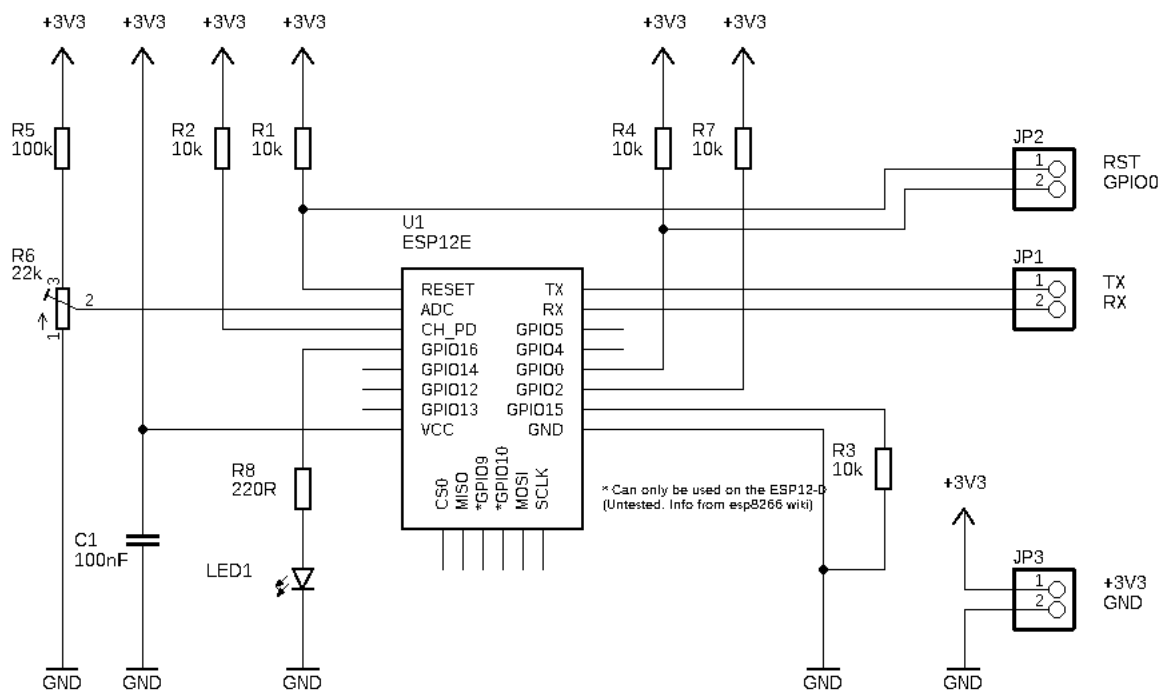 +3V3 +3V3 +3V3 +3V3 +3V3 +3V3
R5
100k
R2
10k
R1
10k
R4
10k
R7
10k
JP2
1
2
RST
GPIO0
U1
ESP12E
R6
22k
3
2
1
RESET
ADC
CH_PD
GPIO16
GPIO14
GPIO12
GPIO13
VCC
TX
RX
GPIO5
GPIO4
GPIO0
GPIO2
GPIO15
GND
CS0
MISO
*GPIO9
*GPIO10
MOSI
SCLK
JP1
1
2
TX
RX
R8
220R
R3
10k
* Can only be used on the ESP12-D
(Untested. Info from esp8266 wiki)
+3V3
C1
100nF
LED1
JP3
1
2
+3V3
GND
GND GND GND GND GND